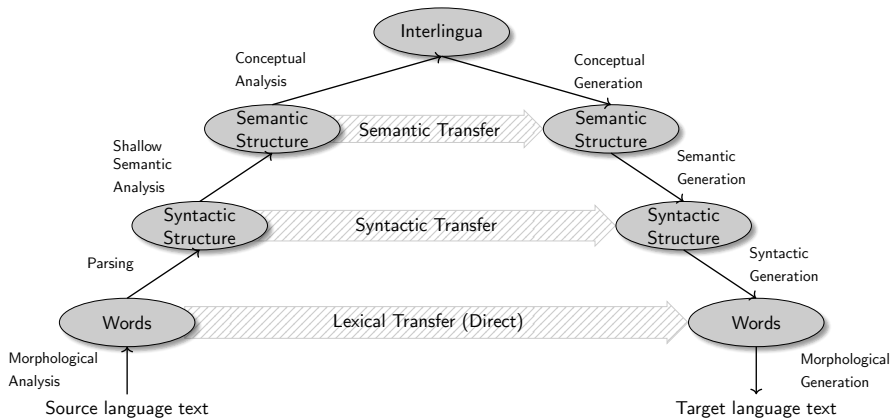 Interlingua
Conceptual
Analysis
Conceptual
Generation
Semantic
Structure
Semantic Transfer
Semantic
Structure
Shallow
Semantic
Analysis
Semantic
Generation
Syntactic
Structure
Syntactic Transfer
Syntactic
Structure
Parsing
Syntactic
Generation
Words
Lexical Transfer (Direct)
Words
Morphological
Analysis
Morphological
Generation
Source language text
Target language text